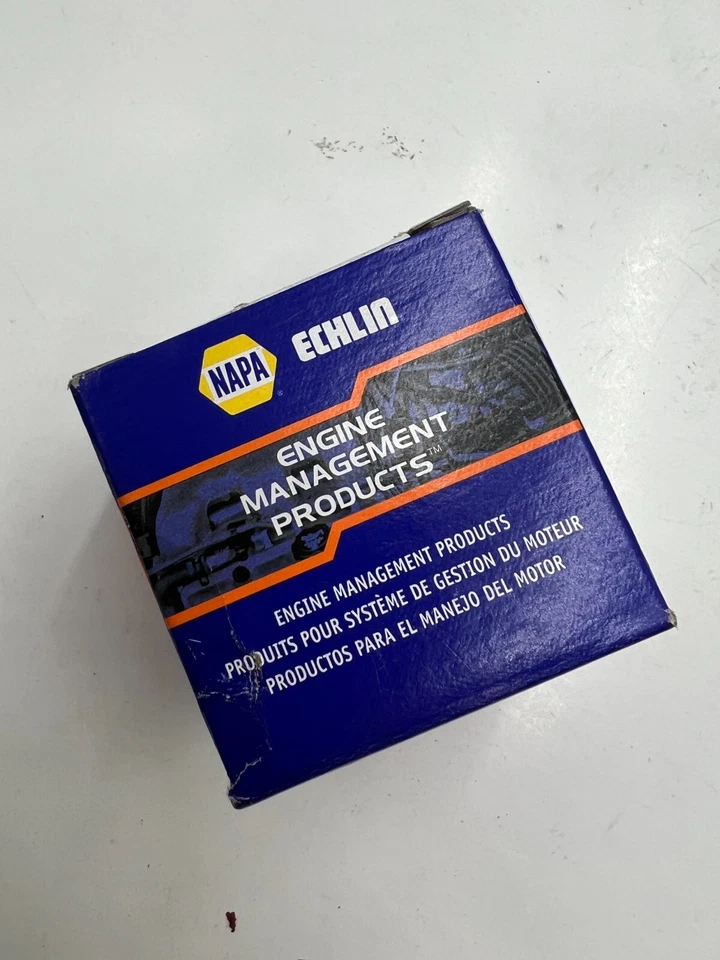 NAPA
®
ECHLIN
ENGINE
MANAGEMENT
PRODUCTS™
ENGINE MANAGEMENT PRODUCTS
PRODUITS POUR SYSTÈME DE GESTION DU MOTEUR
PRODUCTOS PARA EL MANEJO DEL MOTOR